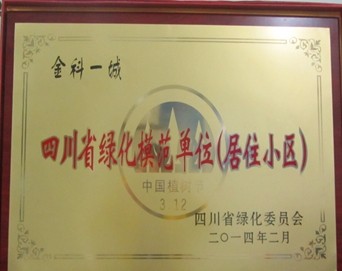 金科一城
四川省绿化模范单位(居住小区)
中国植树节
3.12
四川省绿化委员会
二〇一四年二月